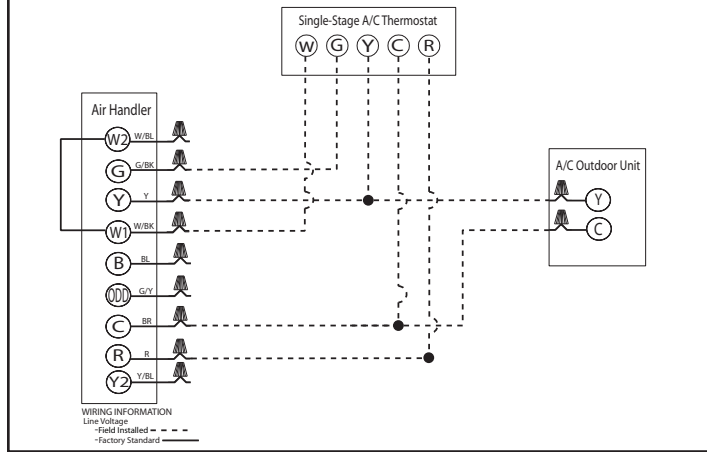 Single-Stage A/C Thermostat
W G Y C R
Air Handler
W2 W/BL
G G/BK
Y Y
W1 W/BK
B BL
ODD G/Y
C BR
R R
Y2 Y/BL
A/C Outdoor Unit
Y
C
WIRING INFORMATION
Line Voltage
-Field Installed
-Factory Standard